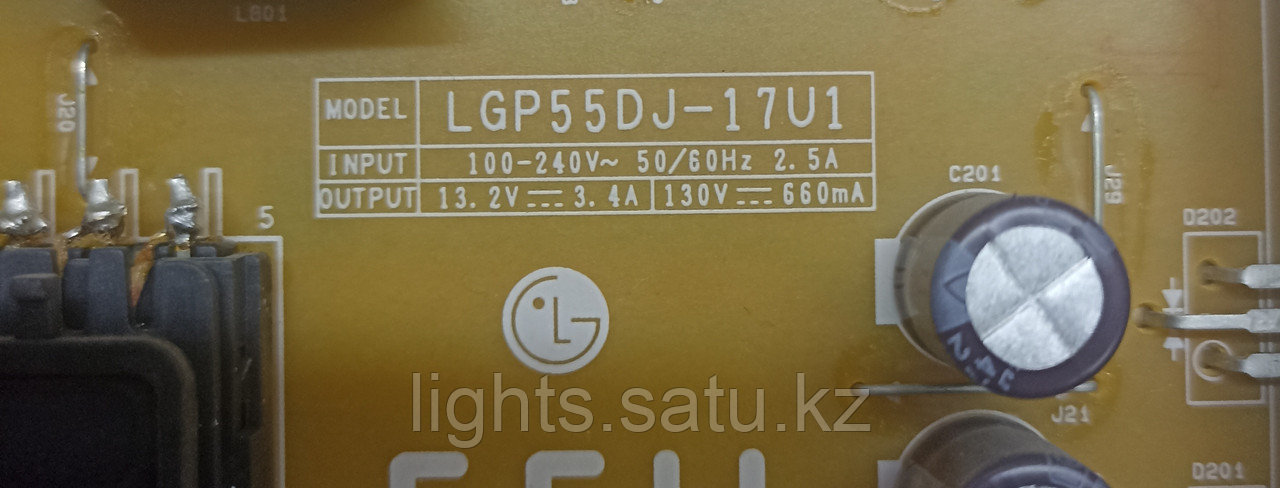 L801
J20
MODEL LGP55DJ-17U1
INPUT 100-240V~ 50/60Hz 2.5A
OUTPUT 13.2V⎓3.4A 130V⎓660mA
C201
J29
D202
5
LG
lights.satu.kz
J21
D201